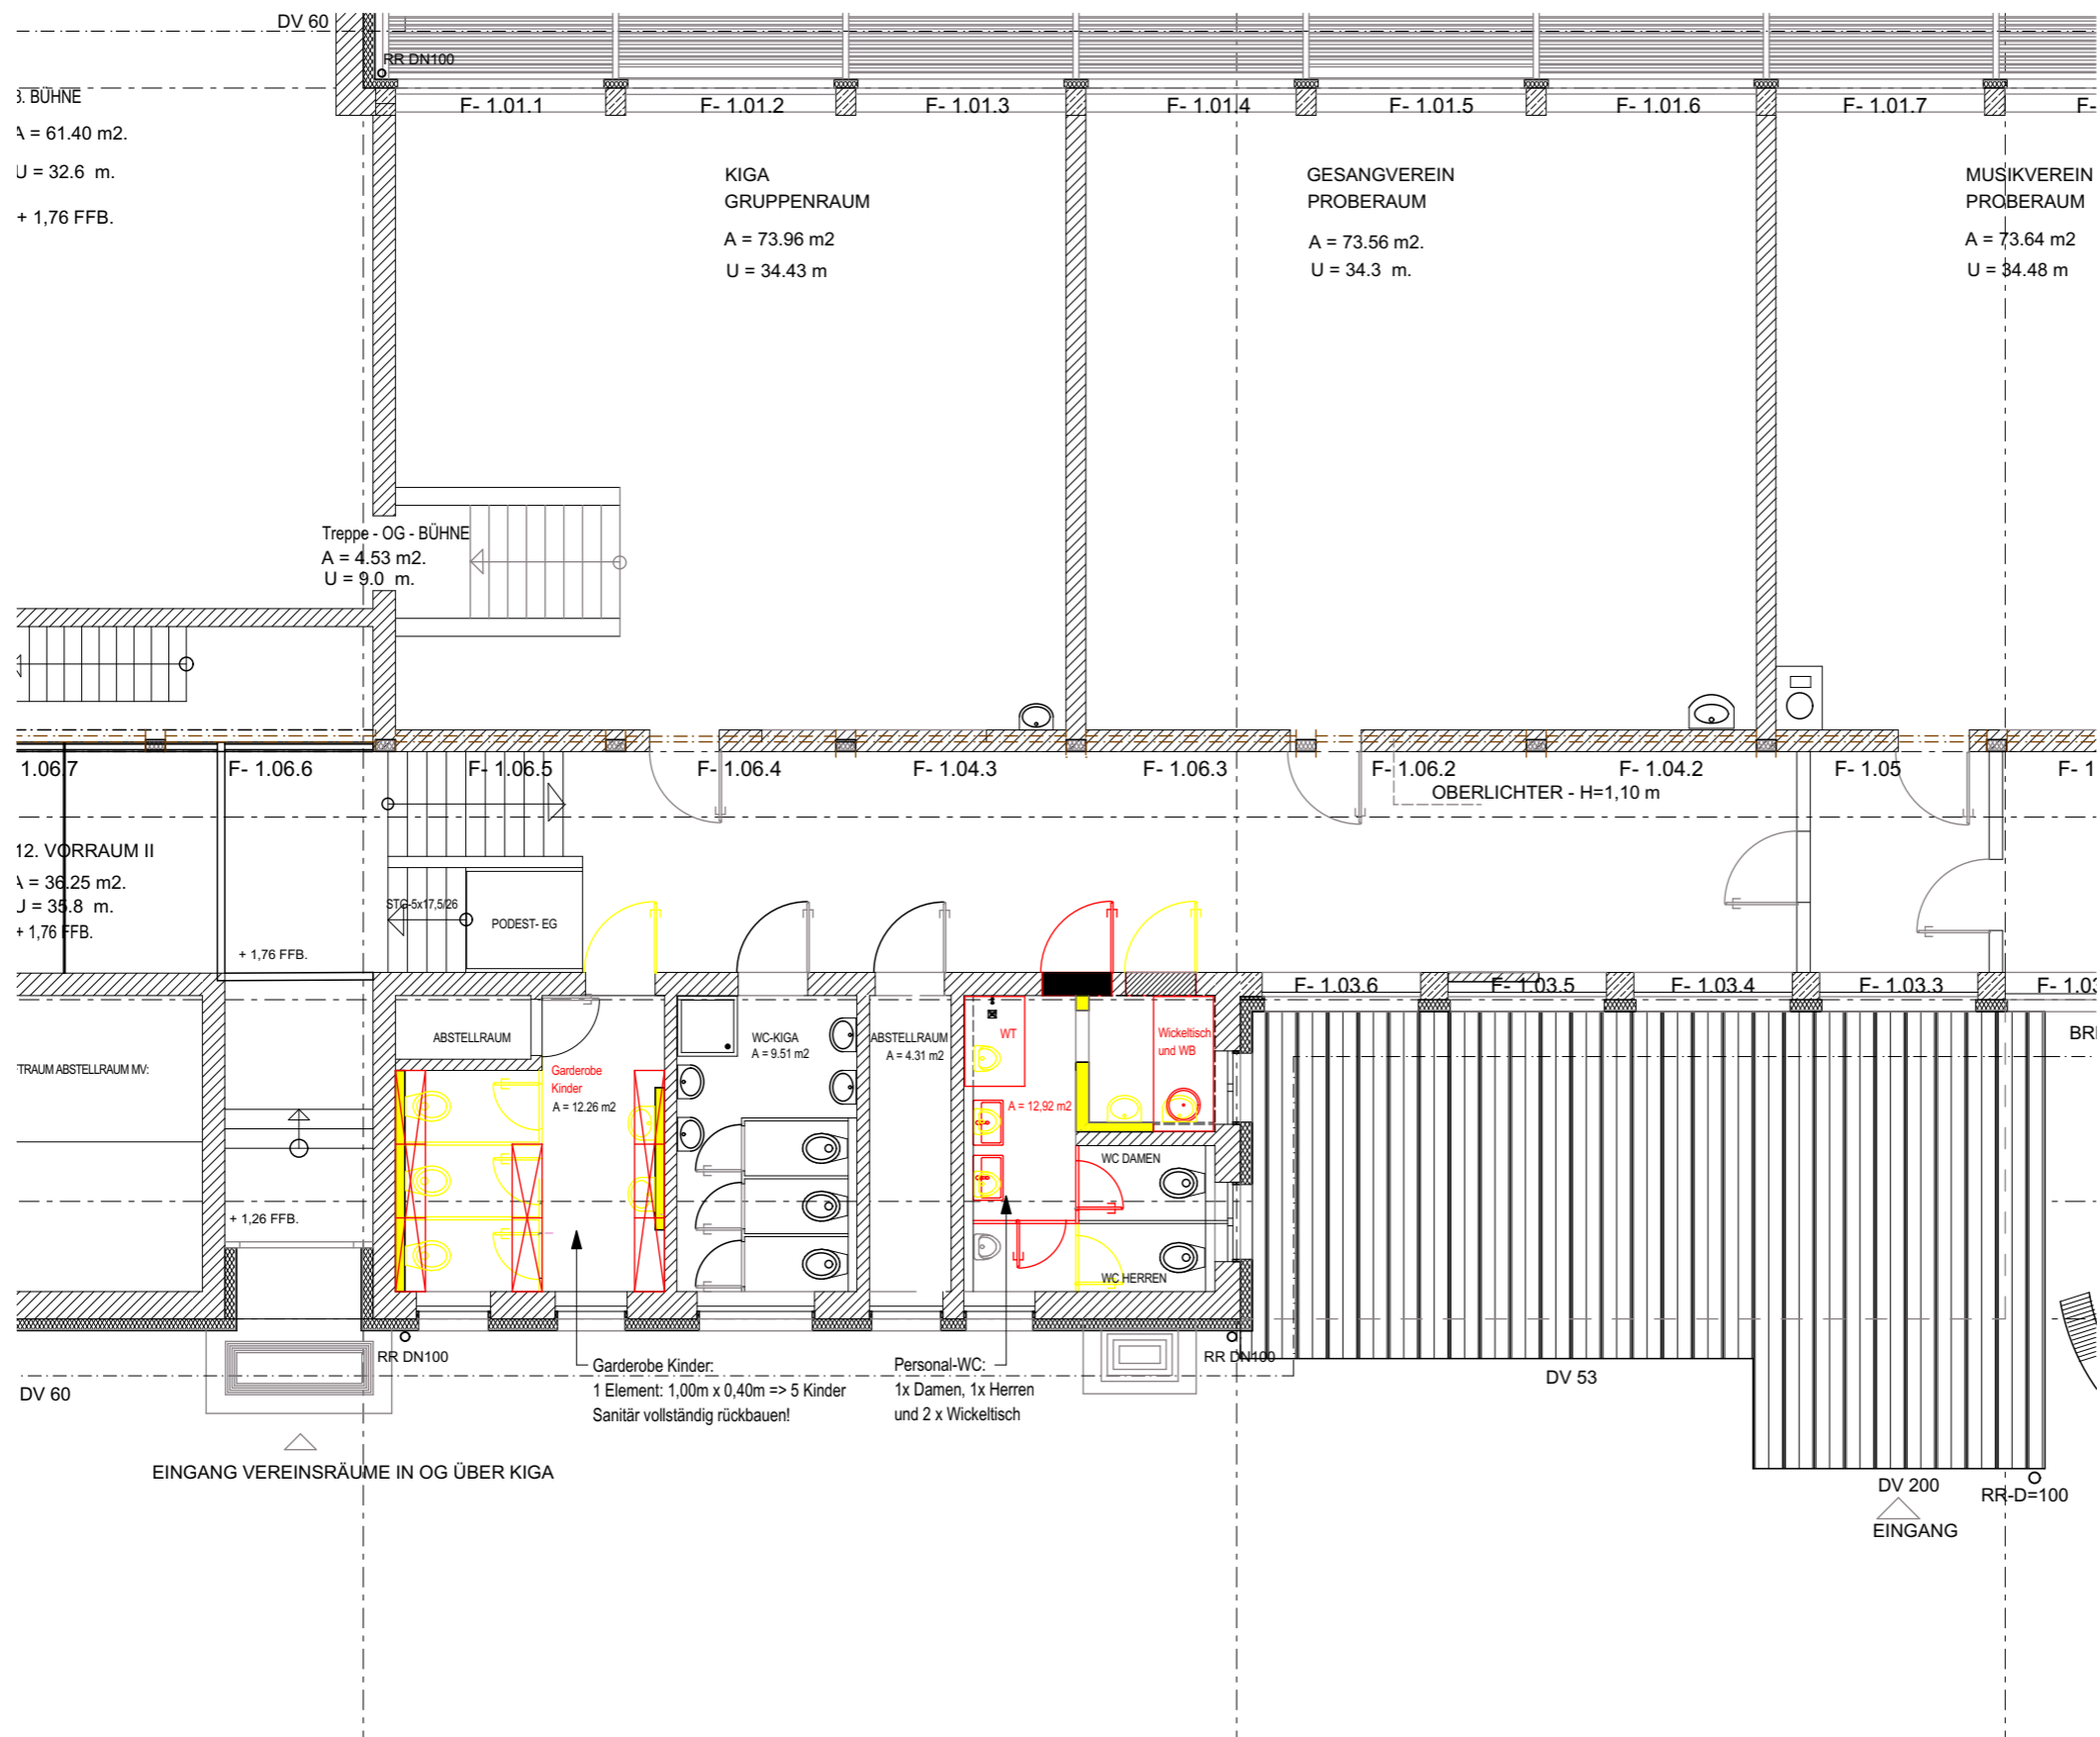 DV 60
RR DN100
F- 1.01.1
F- 1.01.2
F- 1.01.3
F- 1.01.4
F- 1.01.5
F- 1.01.6
F- 1.01.7
F-
3. BÜHNE
A = 61.40 m2.
U = 32.6 m.
+ 1,76 FFB.
KIGA
GRUPPENRAUM
A = 73.96 m2
U = 34.43 m
GESANGVEREIN
PROBERAUM
A = 73.56 m2.
U = 34.3 m.
MUSIKVEREIN
PROBERAUM
A = 73.64 m2
U = 34.48 m
Treppe - OG - BÜHNE
A = 4.53 m2.
U = 9.0 m.
1.06.7
F- 1.06.6
F- 1.06.5
F- 1.06.4
F- 1.04.3
F- 1.06.3
F- 1.06.2
F- 1.04.2
F- 1.05
F- 1
OBERLICHTER - H=1,10 m
12. VORRAUM II
A = 36.25 m2.
U = 35.8 m.
+ 1,76 FFB.
+ 1,76 FFB.
STG-5x17,5/26
PODEST- EG
F- 1.03.6
F- 1.03.5
F- 1.03.4
F- 1.03.3
F- 1.03
BRI
TRAUM ABSTELLRAUM MV:
ABSTELLRAUM
Garderobe
Kinder
A = 12.26 m2
WC-KIGA
A = 9.51 m2
ABSTELLRAUM
A = 4.31 m2
WT
A = 12,92 m2
Wickeltisch
und WB
WC DAMEN
WC HERREN
+ 1,26 FFB.
RR DN100
RR DN100
DV 60
Garderobe Kinder:
1 Element: 1,00m x 0,40m => 5 Kinder
Sanitär vollständig rückbauen!
Personal-WC:
1x Damen, 1x Herren
und 2 x Wickeltisch
DV 53
EINGANG VEREINSRÄUME IN OG ÜBER KIGA
DV 200
RR-D=100
EINGANG